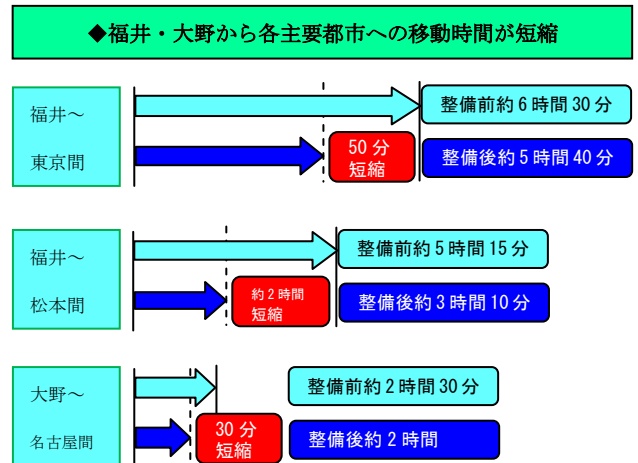 ◆福井・大野から各主要都市への移動時間が短縮
福井～
東京間
整備前約6時間30分
50分
短縮
整備後約5時間40分
福井～
松本間
整備前約5時間15分
約2時間
短縮
整備後約3時間10分
大野～
名古屋間
整備前約2時間30分
30分
短縮
整備後約2時間